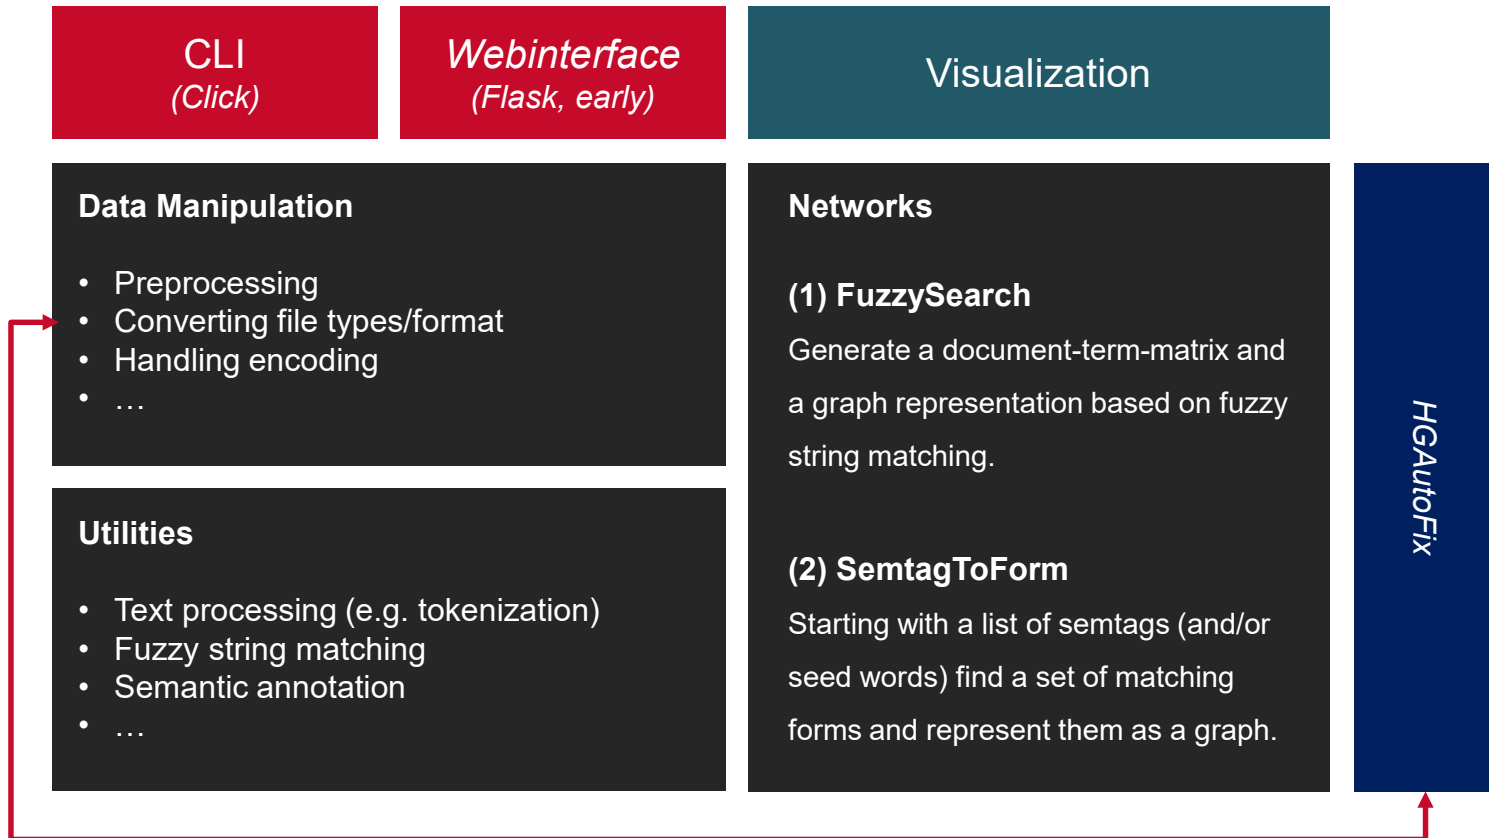 CLI
(Click)
Webinterface
(Flask, early)
Visualization
Data Manipulation
• Preprocessing
• Converting file types/format
• Handling encoding
• …
Utilities
• Text processing (e.g. tokenization)
• Fuzzy string matching
• Semantic annotation
• …
Networks
(1) FuzzySearch
Generate a document-term-matrix and
a graph representation based on fuzzy
string matching.
(2) SemtagToForm
Starting with a list of semtags (and/or
seed words) find a set of matching
forms and represent them as a graph.
HGAutoFix